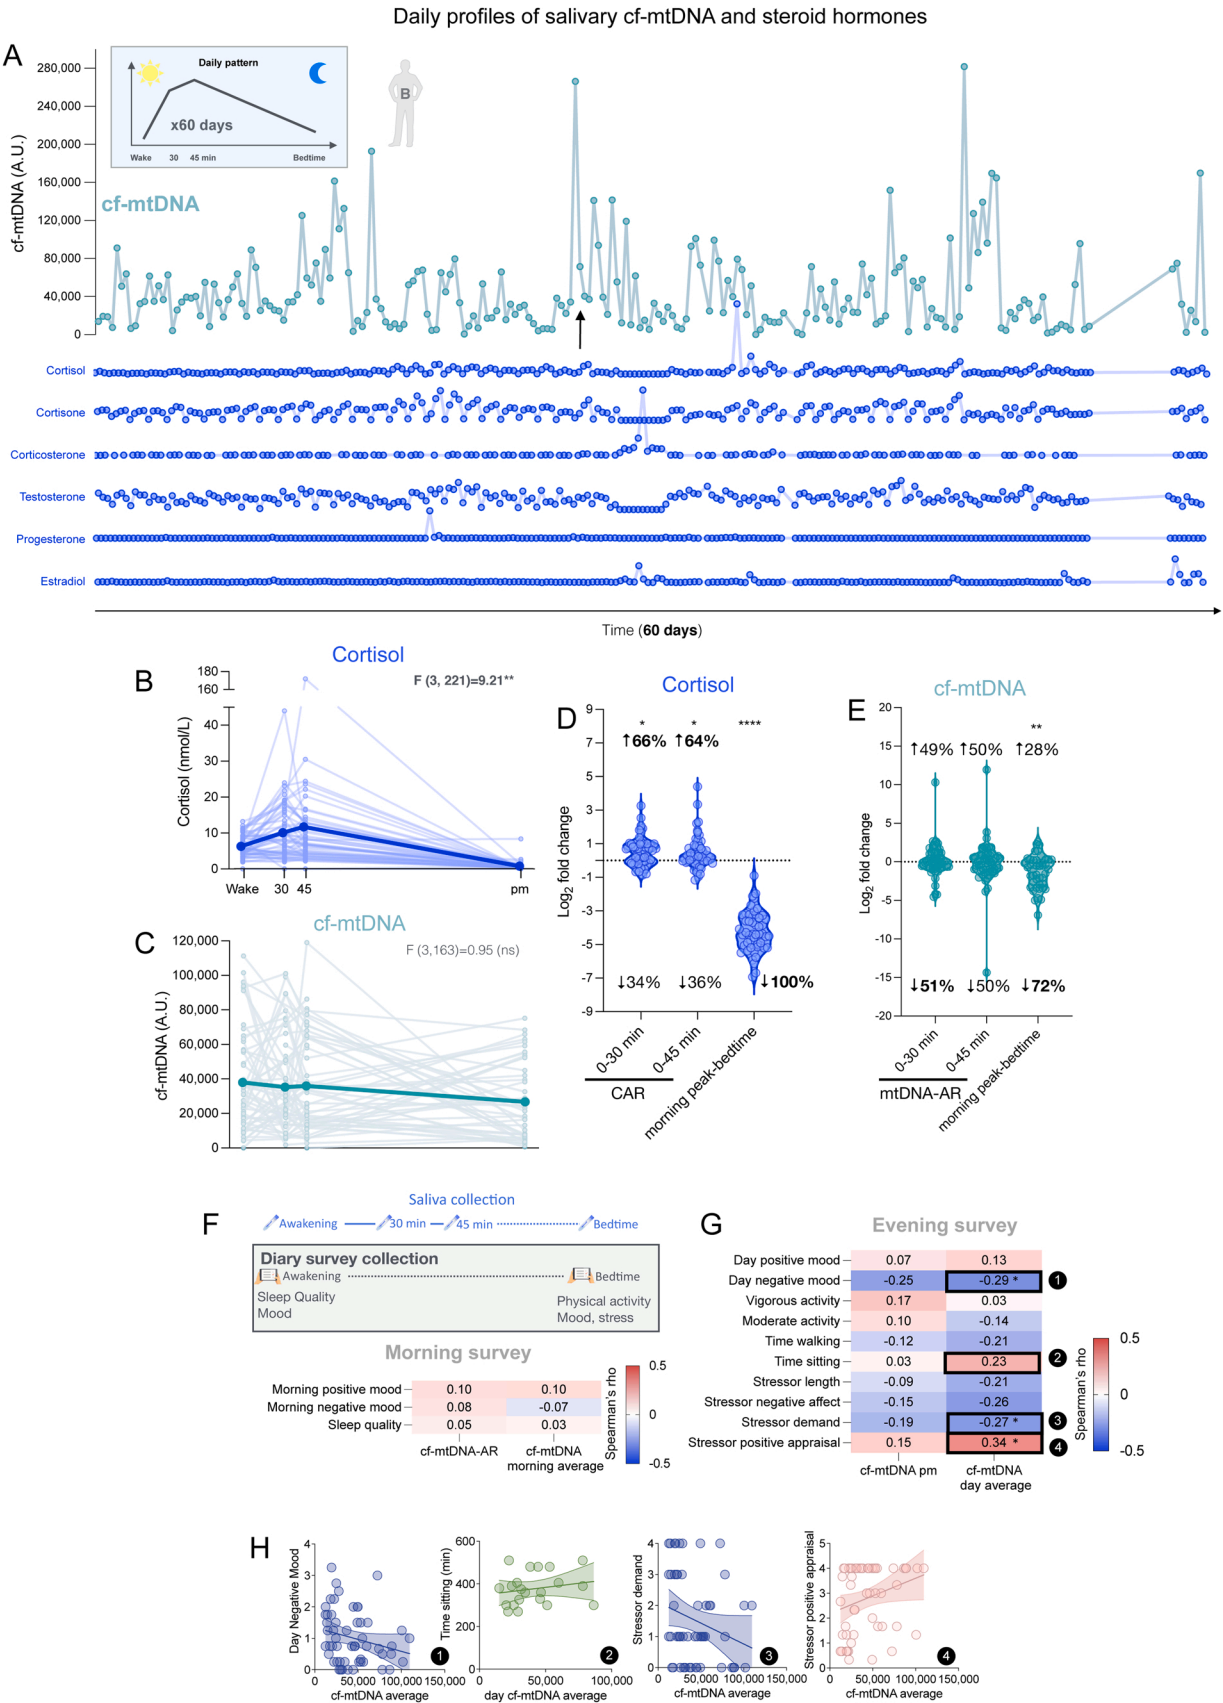 Daily profiles of salivary cf-mtDNA and steroid hormones
A
cf-mtDNA (A.U.)
280,000
240,000
200,000
160,000
120,000
80,000
40,000
0
Daily pattern
x60 days
Wake 30 45 min Bedtime
B
cf-mtDNA
Cortisol
Cortisone
Corticosterone
Testosterone
Progesterone
Estradiol
Time (60 days)
B
Cortisol
F (3, 221)=9.21**
Cortisol (nmol/L)
180
160
40
30
20
10
0
Wake 30 45 pm
C
cf-mtDNA
F (3,163)=0.95 (ns)
cf-mtDNA (A.U.)
120,000
100,000
80,000
60,000
40,000
20,000
0
D
Cortisol
Log2 fold change
9
7
5
3
1
-1
-3
-5
-7
-9
* * ****
↑66% ↑64%
↓34% ↓36% ↓100%
0-30 min
0-45 min
morning peak-bedtime
CAR
E
cf-mtDNA
Log2 fold change
20
15
10
5
0
-5
-10
-15
-20
**
↑49% ↑50% ↑28%
↓51% ↓50% ↓72%
0-30 min
0-45 min
morning peak-bedtime
mtDNA-AR
F
Saliva collection
Awakening 30 min 45 min Bedtime
Diary survey collection
Awakening Bedtime
Sleep Quality
Mood
Physical activity
Mood, stress
Morning survey
Morning positive mood 0.10 0.10
Morning negative mood 0.08 -0.07
Sleep quality 0.05 0.03
cf-mtDNA-AR
cf-mtDNA
morning average
Spearman's rho
0.5
0
-0.5
G
Evening survey
Day positive mood 0.07 0.13
Day negative mood -0.25 -0.29 * 1
Vigorous activity 0.17 0.03
Moderate activity 0.10 -0.14
Time walking -0.12 -0.21
Time sitting 0.03 0.23 2
Stressor length -0.09 -0.21
Stressor negative affect -0.15 -0.26
Stressor demand -0.19 -0.27 * 3
Stressor positive appraisal 0.15 0.34 * 4
cf-mtDNA pm
cf-mtDNA
day average
Spearman's rho
0.5
0
-0.5
H
Day Negative Mood
4
3
2
1
0
1
0 50,000 100,000 150,000
cf-mtDNA average
Time sitting (min)
600
400
200
0
2
0 50,000 100,000
day cf-mtDNA average
Stressor demand
4
3
2
1
0
3
0 50,000 100,000 150,000
cf-mtDNA average
Stressor positive appraisal
5
4
3
2
1
0
4
0 50,000 100,000 150,000
cf-mtDNA average